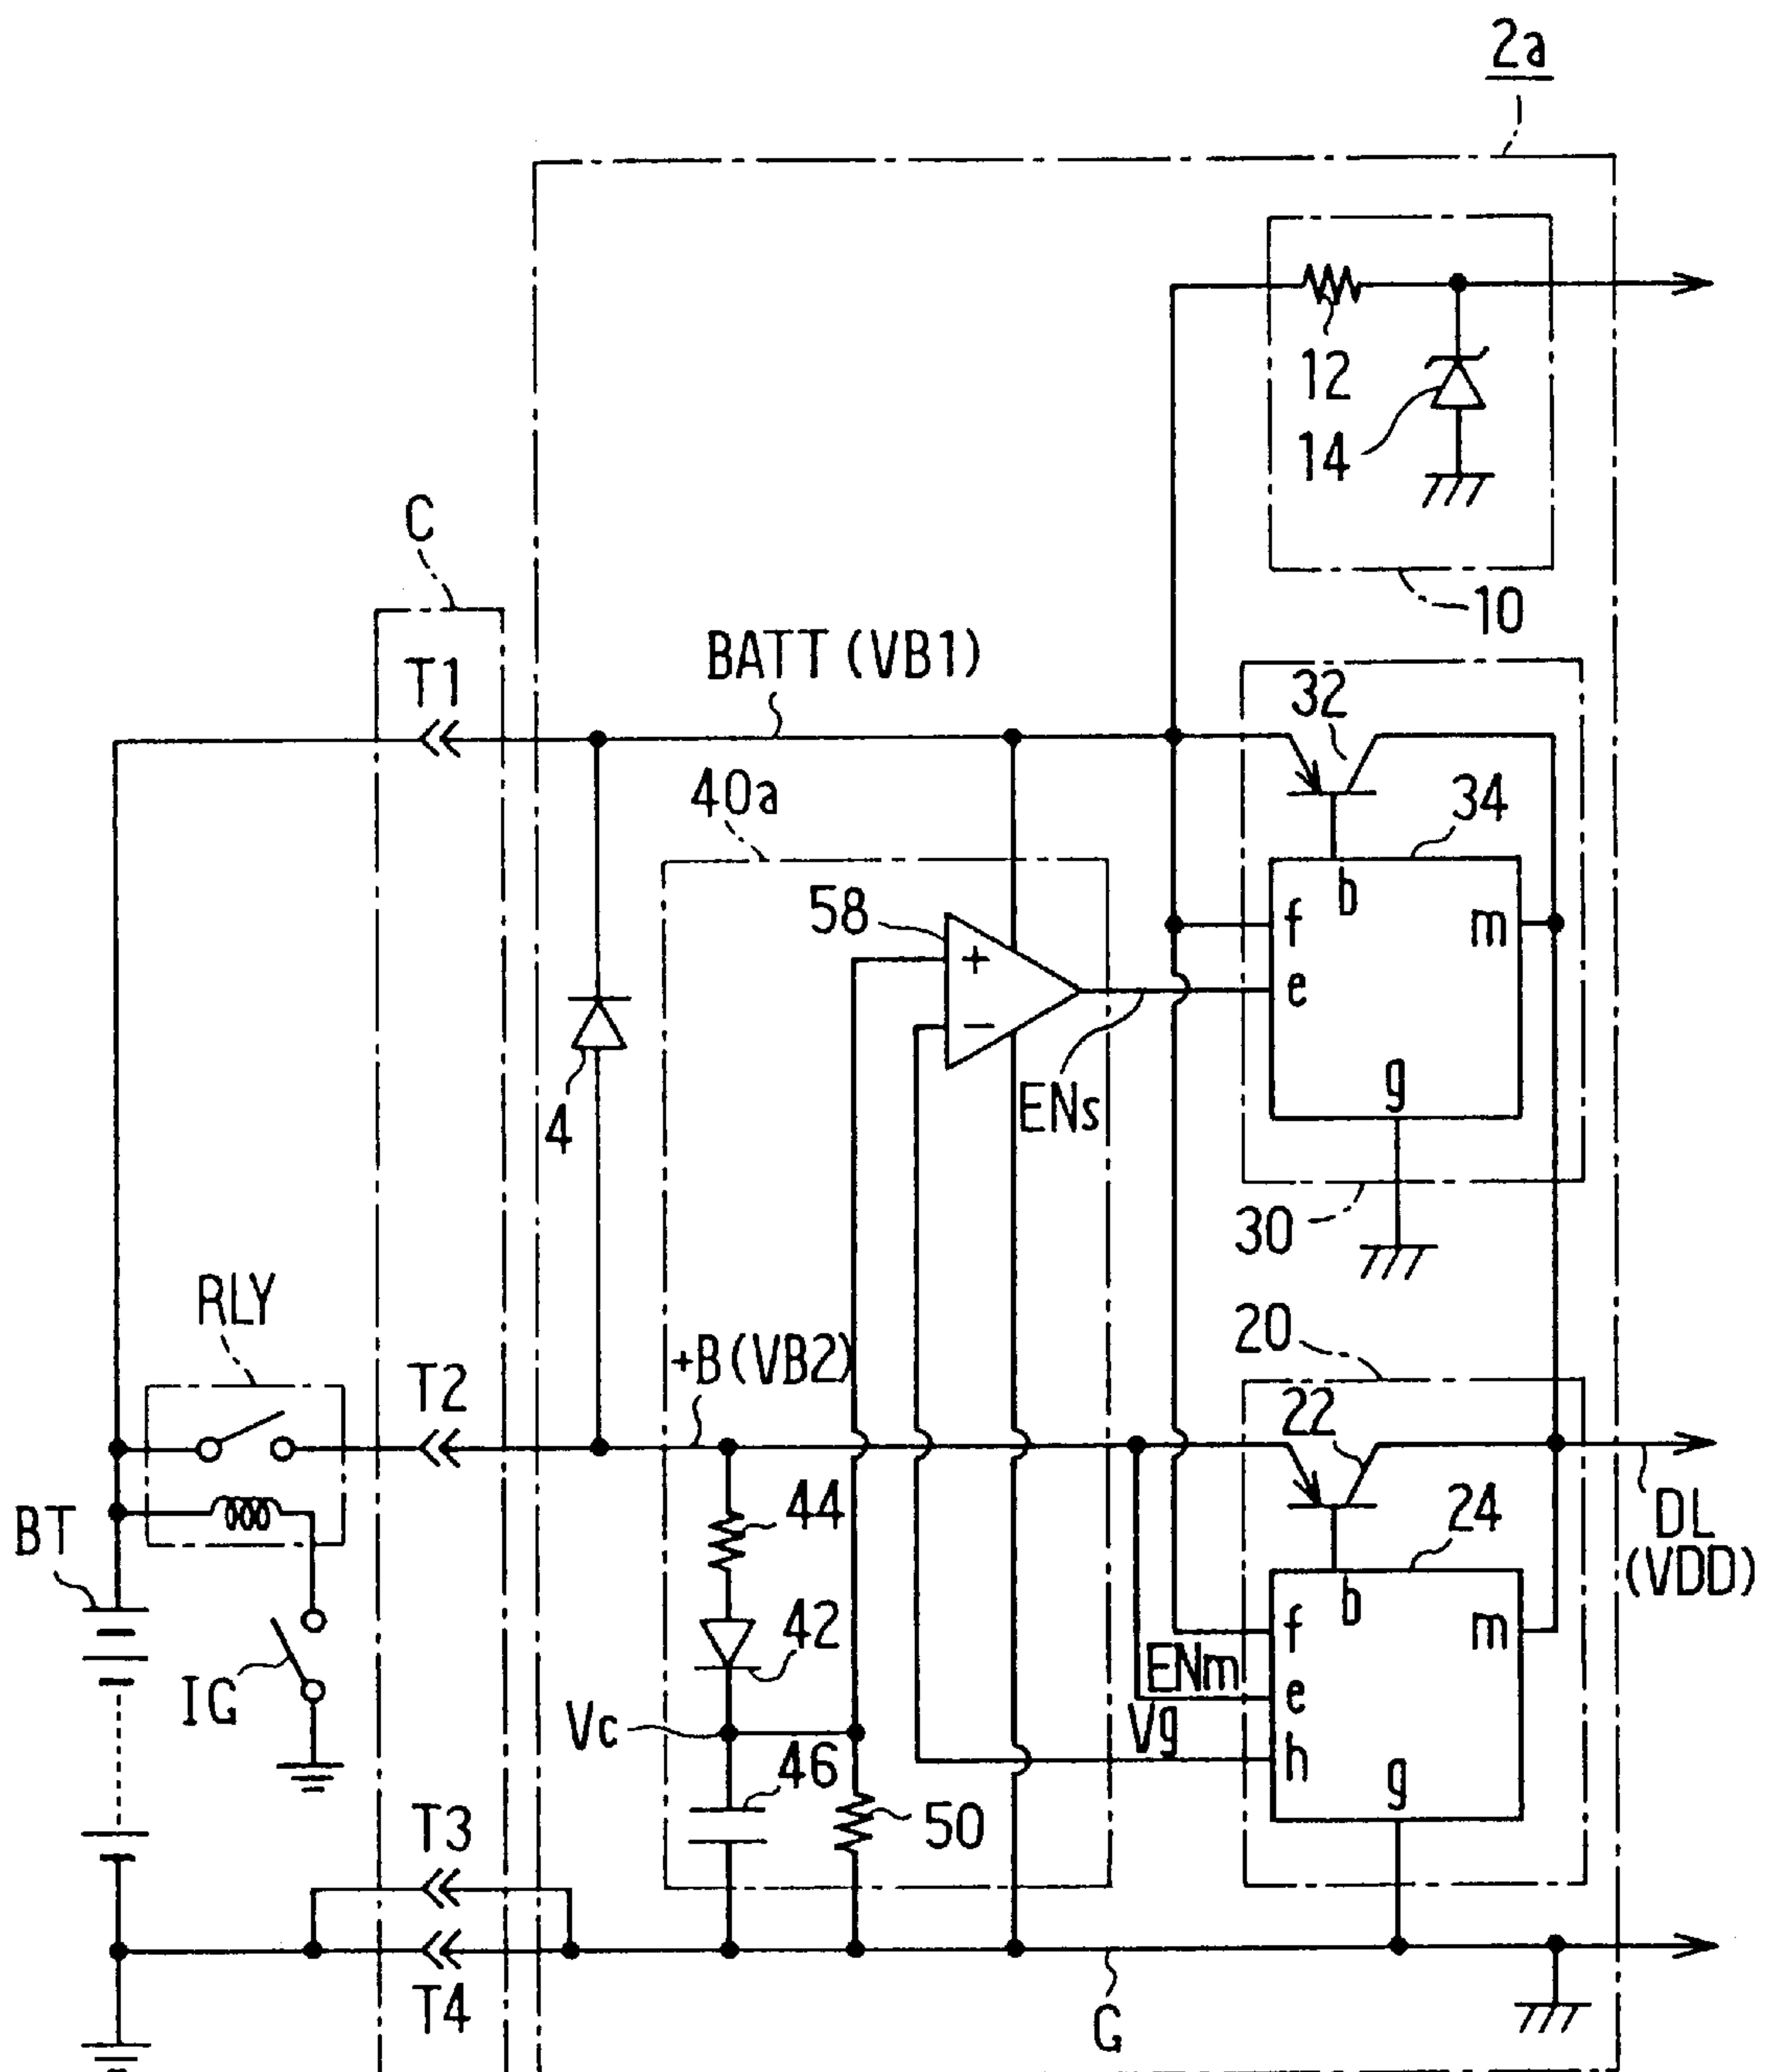 2a
12
14
10
C
T1
BATT (VB1)
32
34
40a
58
b
f
m
e
+
−
g
4
ENs
30
RLY
20
T2
+B (VB2)
22
44
24
DL
(VDD)
BT
b
42
f
m
ENm
e
IG
Vc
Vg
h
46
g
T3
50
T4
G